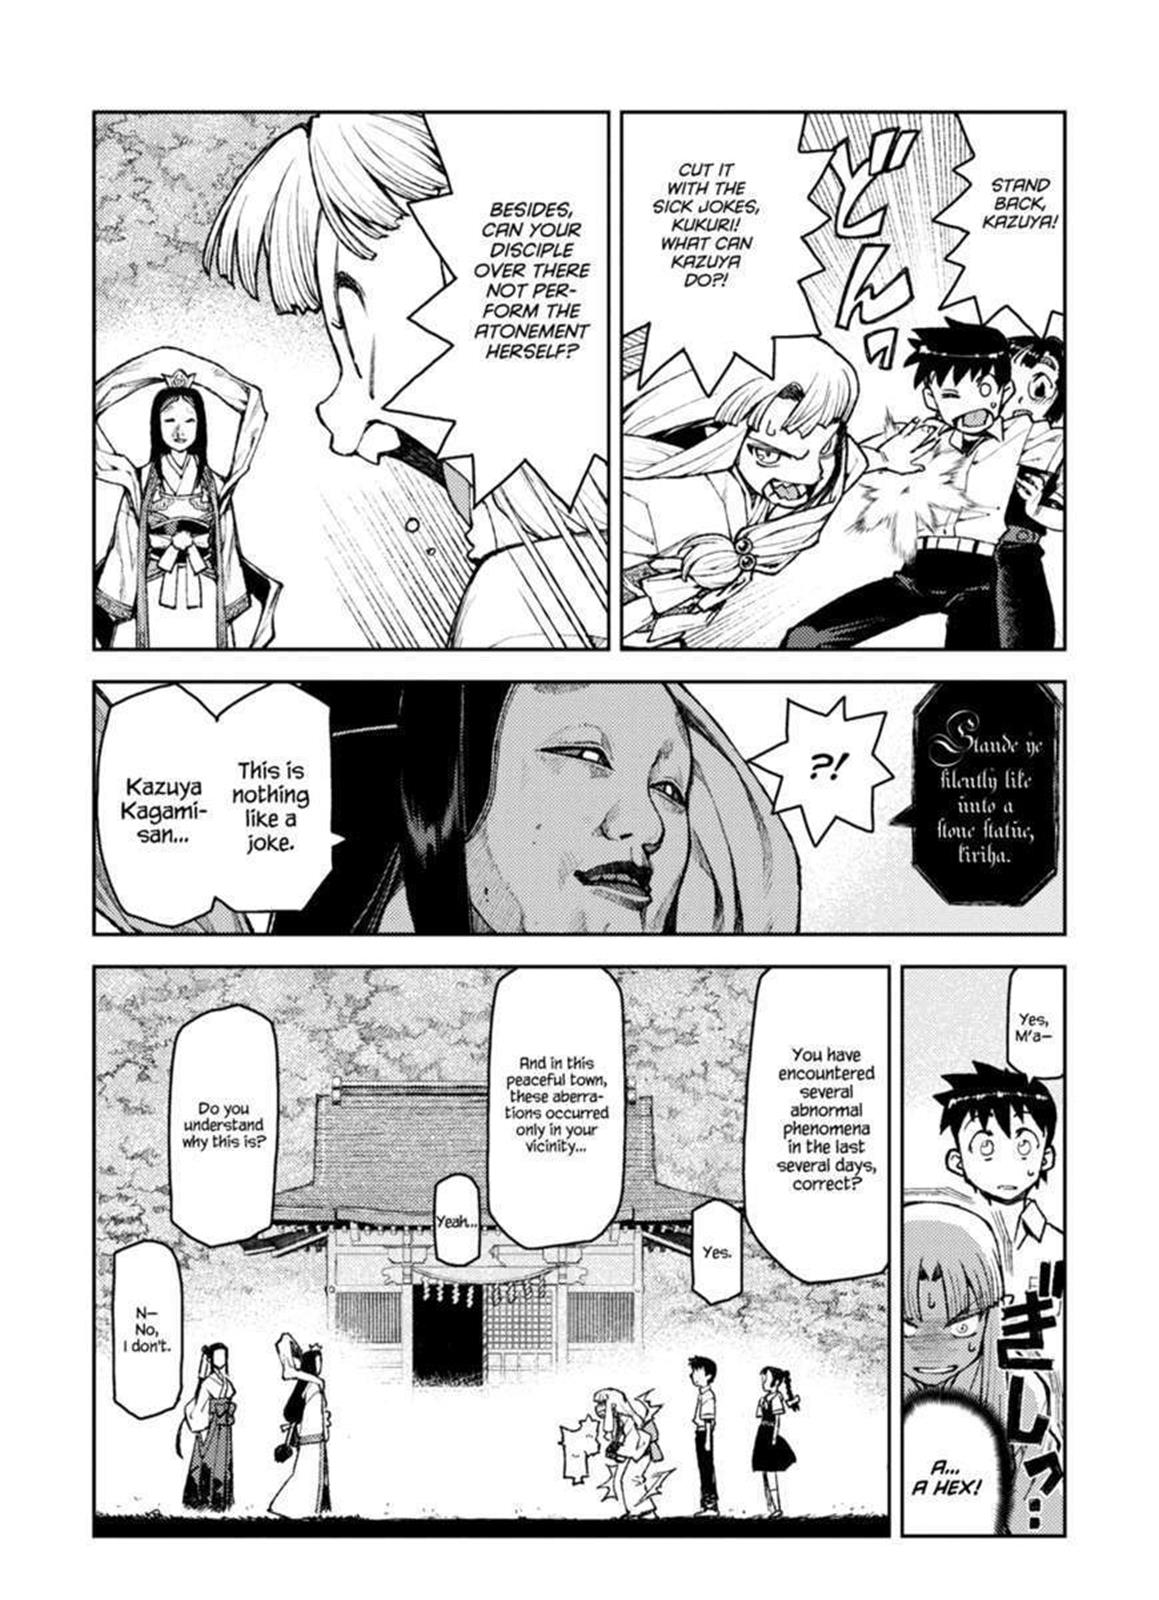 STAND
BACK,
KAZUYA!
どんっ
CUT IT
WITH THE
SICK JOKES,
KUKURI!
WHAT CAN
KAZUYA
DO?!
BESIDES,
CAN YOUR
DISCIPLE
OVER THERE
NOT PER-
FORM THE
ATONEMENT
HERSELF?
Stande ye
silently like
unto a
stone statue,
kiriha.
?!
This is
nothing
like a
joke.
Kazuya
Kagami-
san...
Yes,
M'a–
ぎしっ
A...
A HEX!
You have
encountered
several
abnormal
phenomena
in the last
several days,
correct?
Yes.
And in this
peaceful town,
these aberra-
tions occurred
only in your
vicinity...
Yeah...
Do you
understand
why this is?
N–
No,
I don't.